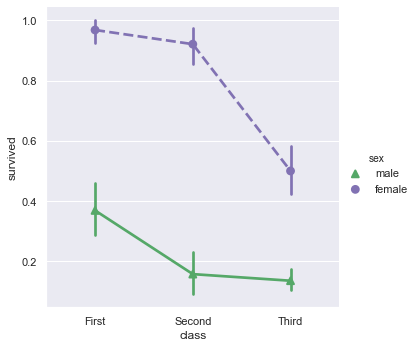 1.0
0.8
0.6
0.4
0.2
survived
First Second Third
class
sex
male
female